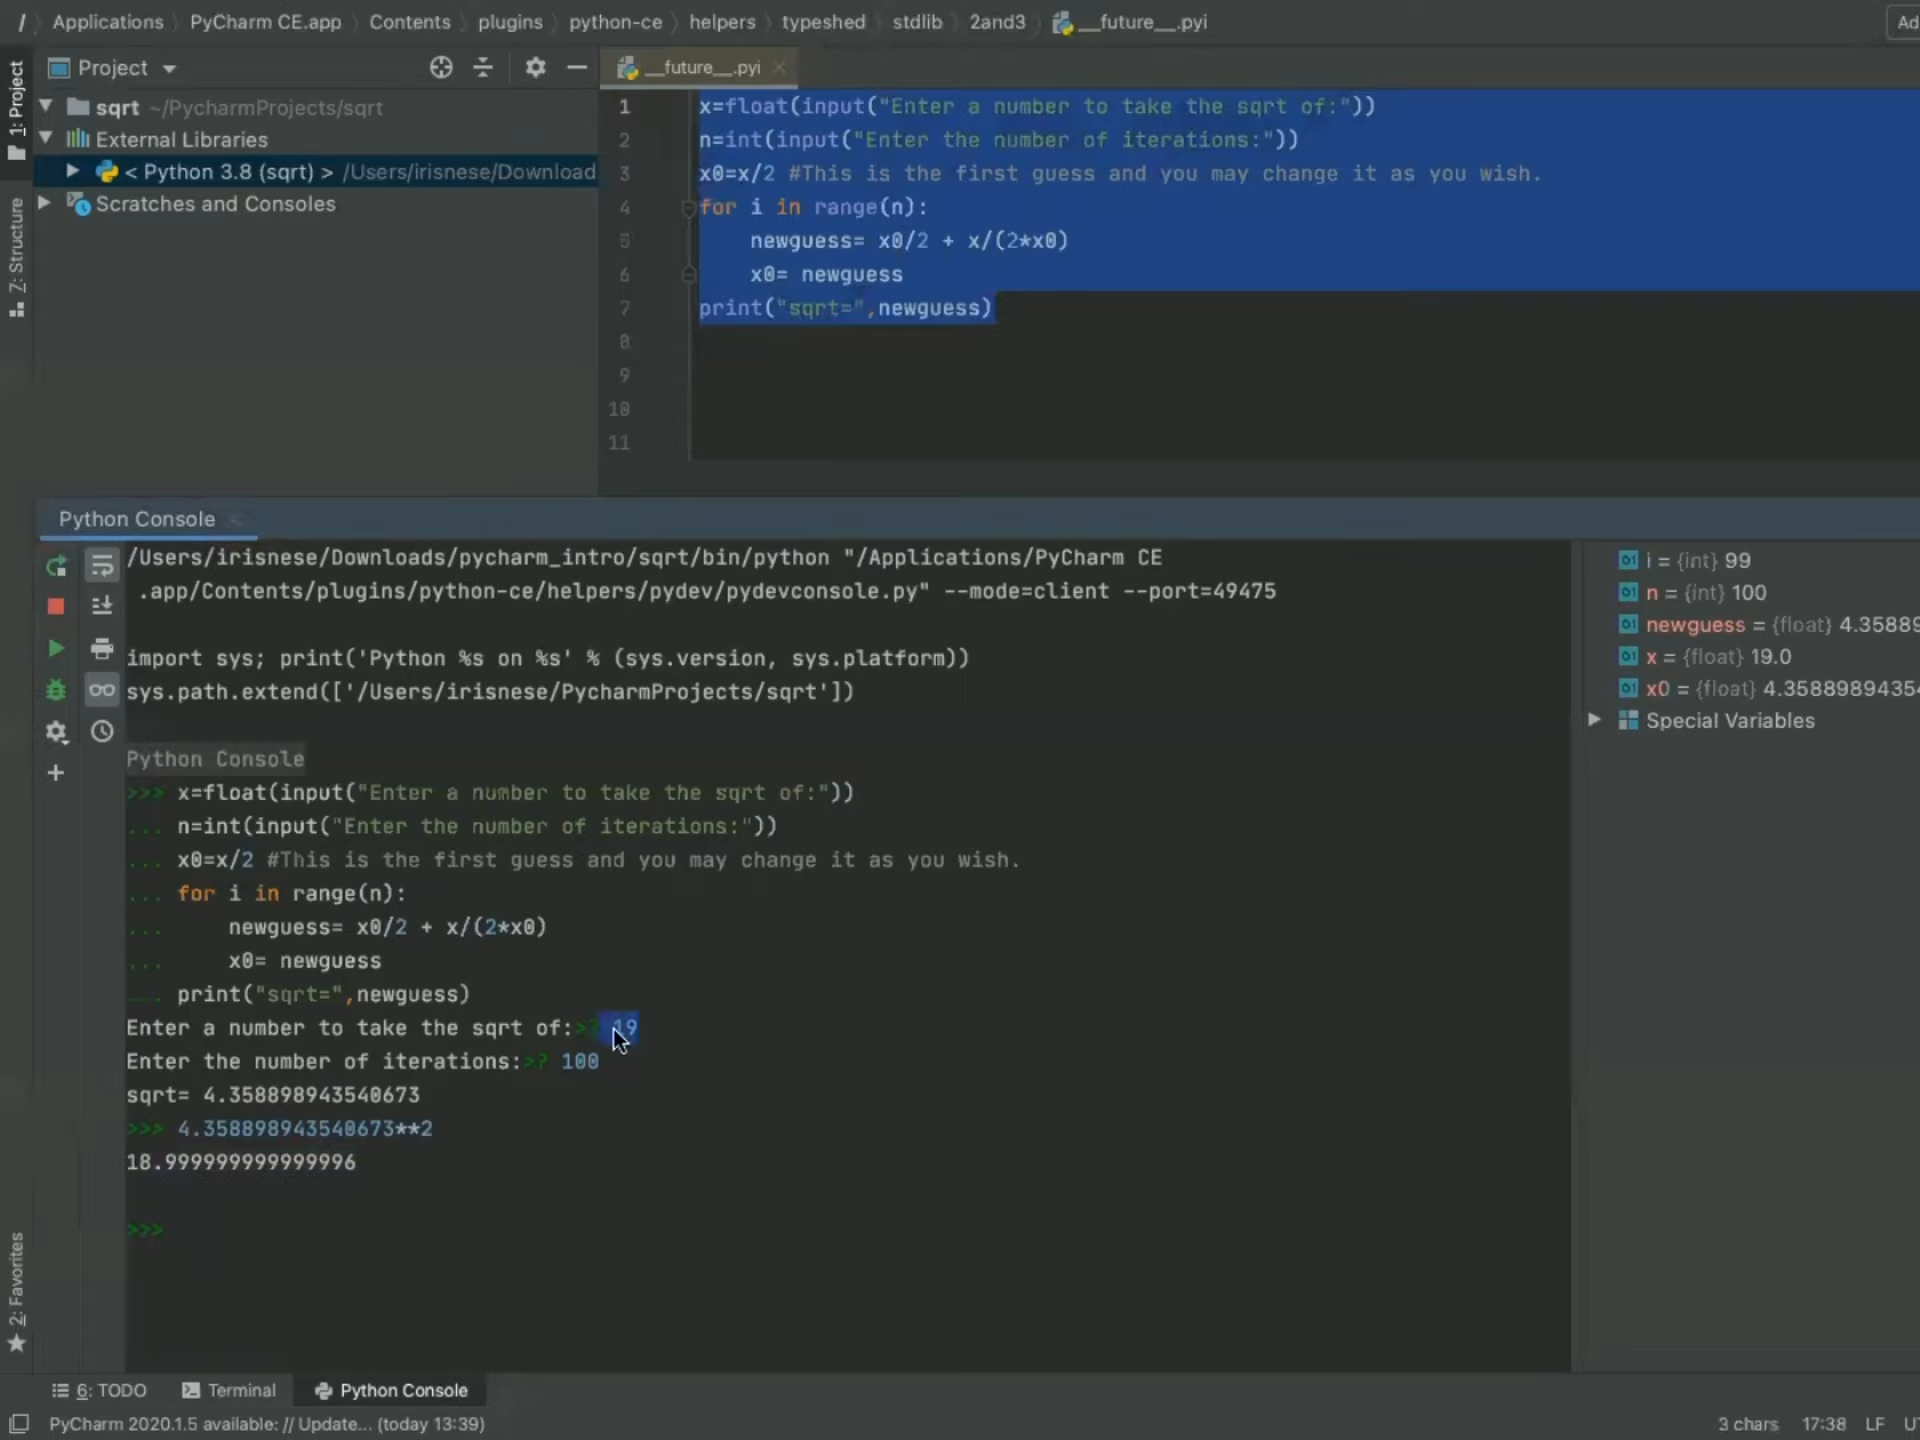 / Applications PyCharm CE.app Contents plugins python-ce helpers typeshed stdlib 2and3 __future__.pyi Ad
1: Project
Project
__future__.pyi
sqrt ~/PycharmProjects/sqrt
External Libraries
< Python 3.8 (sqrt) > /Users/irisnese/Download
Scratches and Consoles
7: Structure
1 x=float(input("Enter a number to take the sqrt of:"))
2 n=int(input("Enter the number of iterations:"))
3 x0=x/2 #This is the first guess and you may change it as you wish.
4 for i in range(n):
5 newguess= x0/2 + x/(2*x0)
6 x0= newguess
7 print("sqrt=",newguess)
8
9
10
11
Python Console
/Users/irisnese/Downloads/pycharm_intro/sqrt/bin/python "/Applications/PyCharm CE
.app/Contents/plugins/python-ce/helpers/pydev/pydevconsole.py" --mode=client --port=49475
import sys; print('Python %s on %s' % (sys.version, sys.platform))
sys.path.extend(['/Users/irisnese/PycharmProjects/sqrt'])
Python Console
>>> x=float(input("Enter a number to take the sqrt of:"))
... n=int(input("Enter the number of iterations:"))
... x0=x/2 #This is the first guess and you may change it as you wish.
... for i in range(n):
... newguess= x0/2 + x/(2*x0)
... x0= newguess
... print("sqrt=",newguess)
Enter a number to take the sqrt of:>? 19
Enter the number of iterations:>? 100
sqrt= 4.358898943540673
>>> 4.358898943540673**2
18.999999999999996
>>>
i = {int} 99
n = {int} 100
newguess = {float} 4.35889
x = {float} 19.0
x0 = {float} 4.3588989435
Special Variables
2: Favorites
6: TODO Terminal Python Console
PyCharm 2020.1.5 available: // Update... (today 13:39)
3 chars 17:38 LF UT